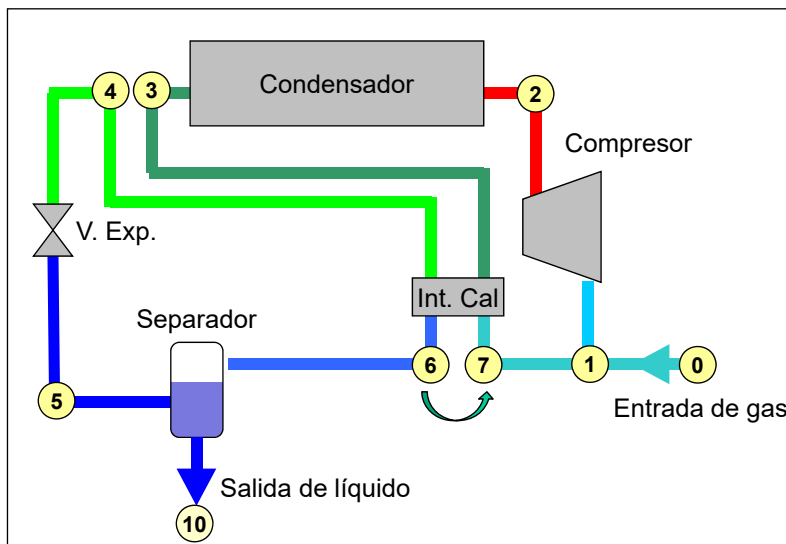 4
3
Condensador
2
Compresor
V. Exp.
Int. Cal
Separador
6
7
1
0
5
Entrada de gas
Salida de líquido
10